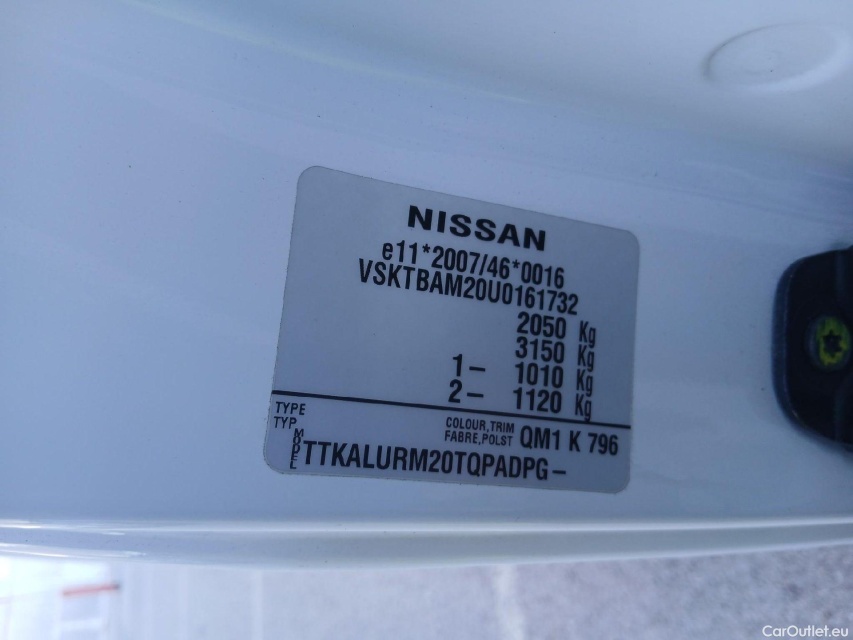 NISSAN
e11*2007/46*0016
VSKTBAM20U0161732
2050 Kg
3150 Kg
1- 1010 Kg
2- 1120 Kg
TYPE
TYP
COLOUR,TRIM
FABRE,POLST
QM1 K 796
MODEL
TTKALURM20TQPADPG-
CarOutlet.eu